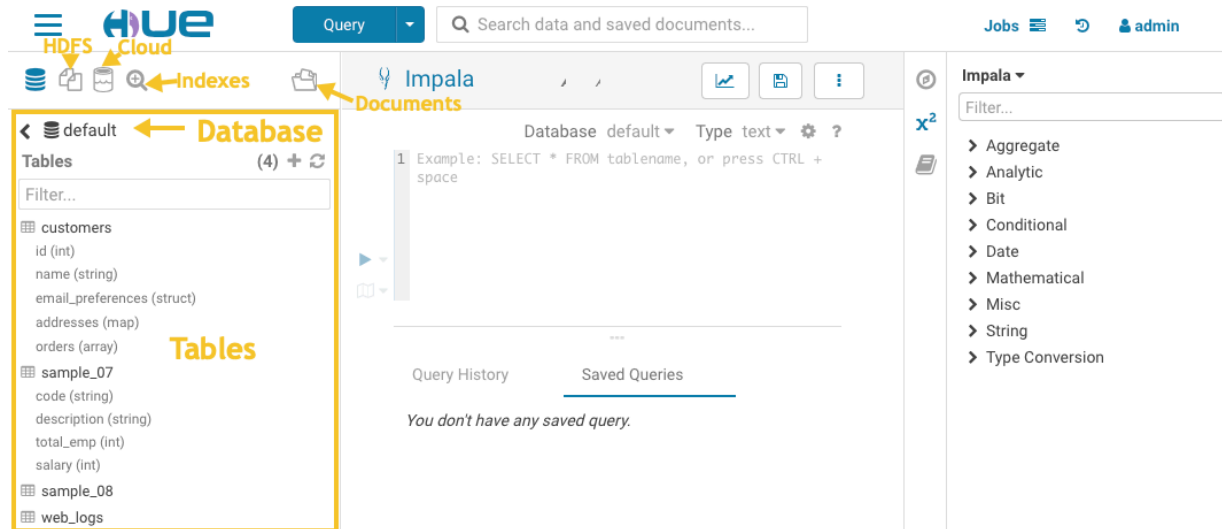 HUE
Query
Search data and saved documents...
Jobs
admin
HDFS
Cloud
Indexes
Documents
default
Database
Tables
(4)
Filter...
customers
id (int)
name (string)
email_preferences (struct)
addresses (map)
orders (array)
Tables
sample_07
code (string)
description (string)
total_emp (int)
salary (int)
sample_08
web_logs
Impala
Database default Type text ?
1 Example: SELECT * FROM tablename, or press CTRL +
space
Query History Saved Queries
You don't have any saved query.
x²
Impala
Filter...
Aggregate
Analytic
Bit
Conditional
Date
Mathematical
Misc
String
Type Conversion